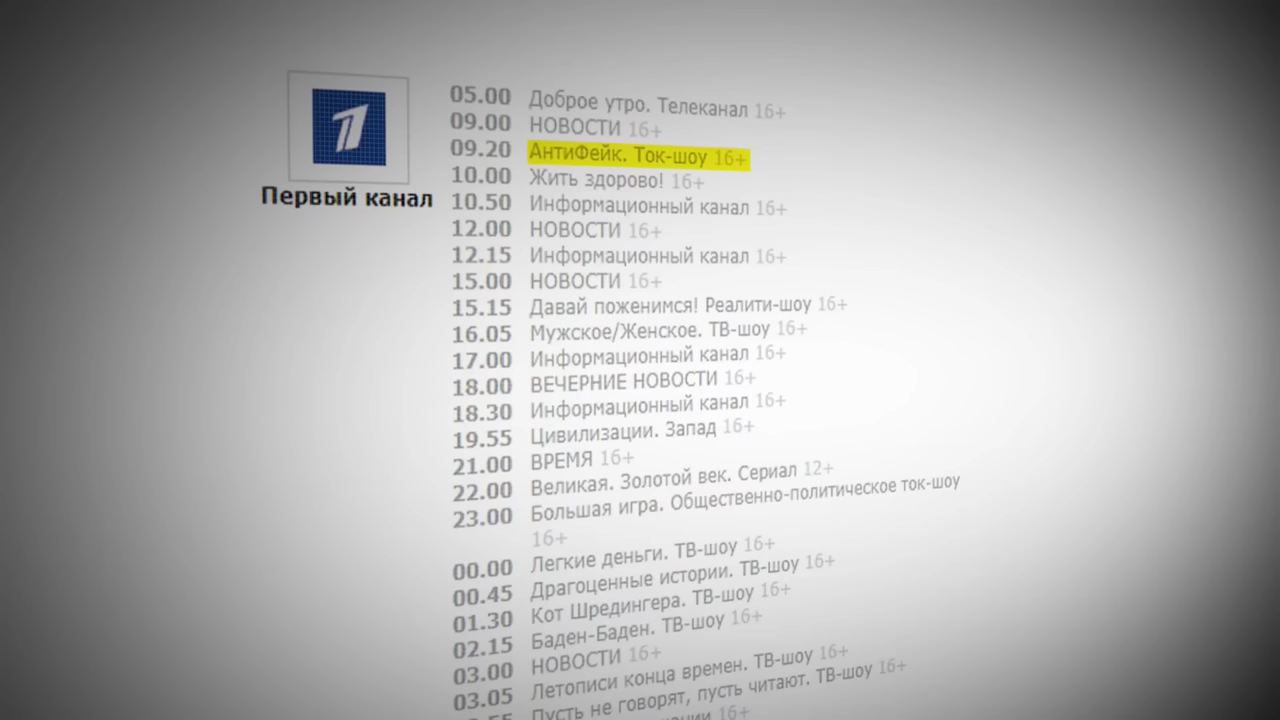 Первый канал
05.00 Доброе утро. Телеканал 16+
09.00 НОВОСТИ 16+
09.20 АнтиФейк. Ток-шоу 16+
10.00 Жить здорово! 16+
10.50 Информационный канал 16+
12.00 НОВОСТИ 16+
12.15 Информационный канал 16+
15.00 НОВОСТИ 16+
15.15 Давай поженимся! Реалити-шоу 16+
16.05 Мужское/Женское. ТВ-шоу 16+
17.00 Информационный канал 16+
18.00 ВЕЧЕРНИЕ НОВОСТИ 16+
18.30 Информационный канал 16+
19.55 Цивилизации. Запад 16+
21.00 ВРЕМЯ 16+
22.00 Великая. Золотой век. Сериал 12+
23.00 Большая игра. Общественно-политическое ток-шоу
16+
00.00 Легкие деньги. ТВ-шоу 16+
00.45 Драгоценные истории. ТВ-шоу 16+
01.30 Кот Шредингера. ТВ-шоу 16+
02.15 Баден-Баден. ТВ-шоу 16+
03.00 НОВОСТИ 16+
03.05 Летописи конца времен. ТВ-шоу 16+
Пусть не говорят, пусть читают. ТВ-шоу 16+
16+